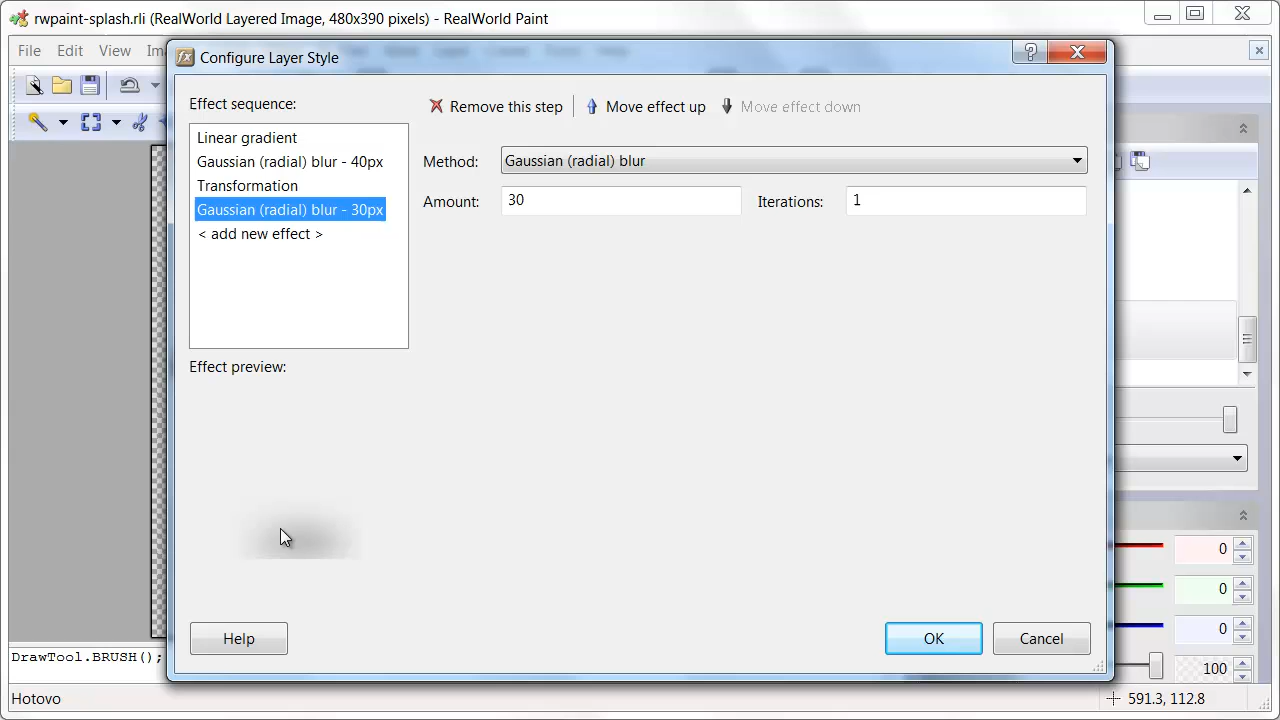 rwpaint-splash.rli (RealWorld Layered Image, 480x390 pixels) - RealWorld Paint
File Edit View
Configure Layer Style
Effect sequence:
Remove this step
Move effect up
Move effect down
Linear gradient
Gaussian (radial) blur - 40px
Transformation
Gaussian (radial) blur - 30px
< add new effect >
Method:
Gaussian (radial) blur
Amount:
30
Iterations:
1
Effect preview:
0
0
0
100
Help
OK
Cancel
DrawTool.BRUSH();
Hotovo
591.3, 112.8